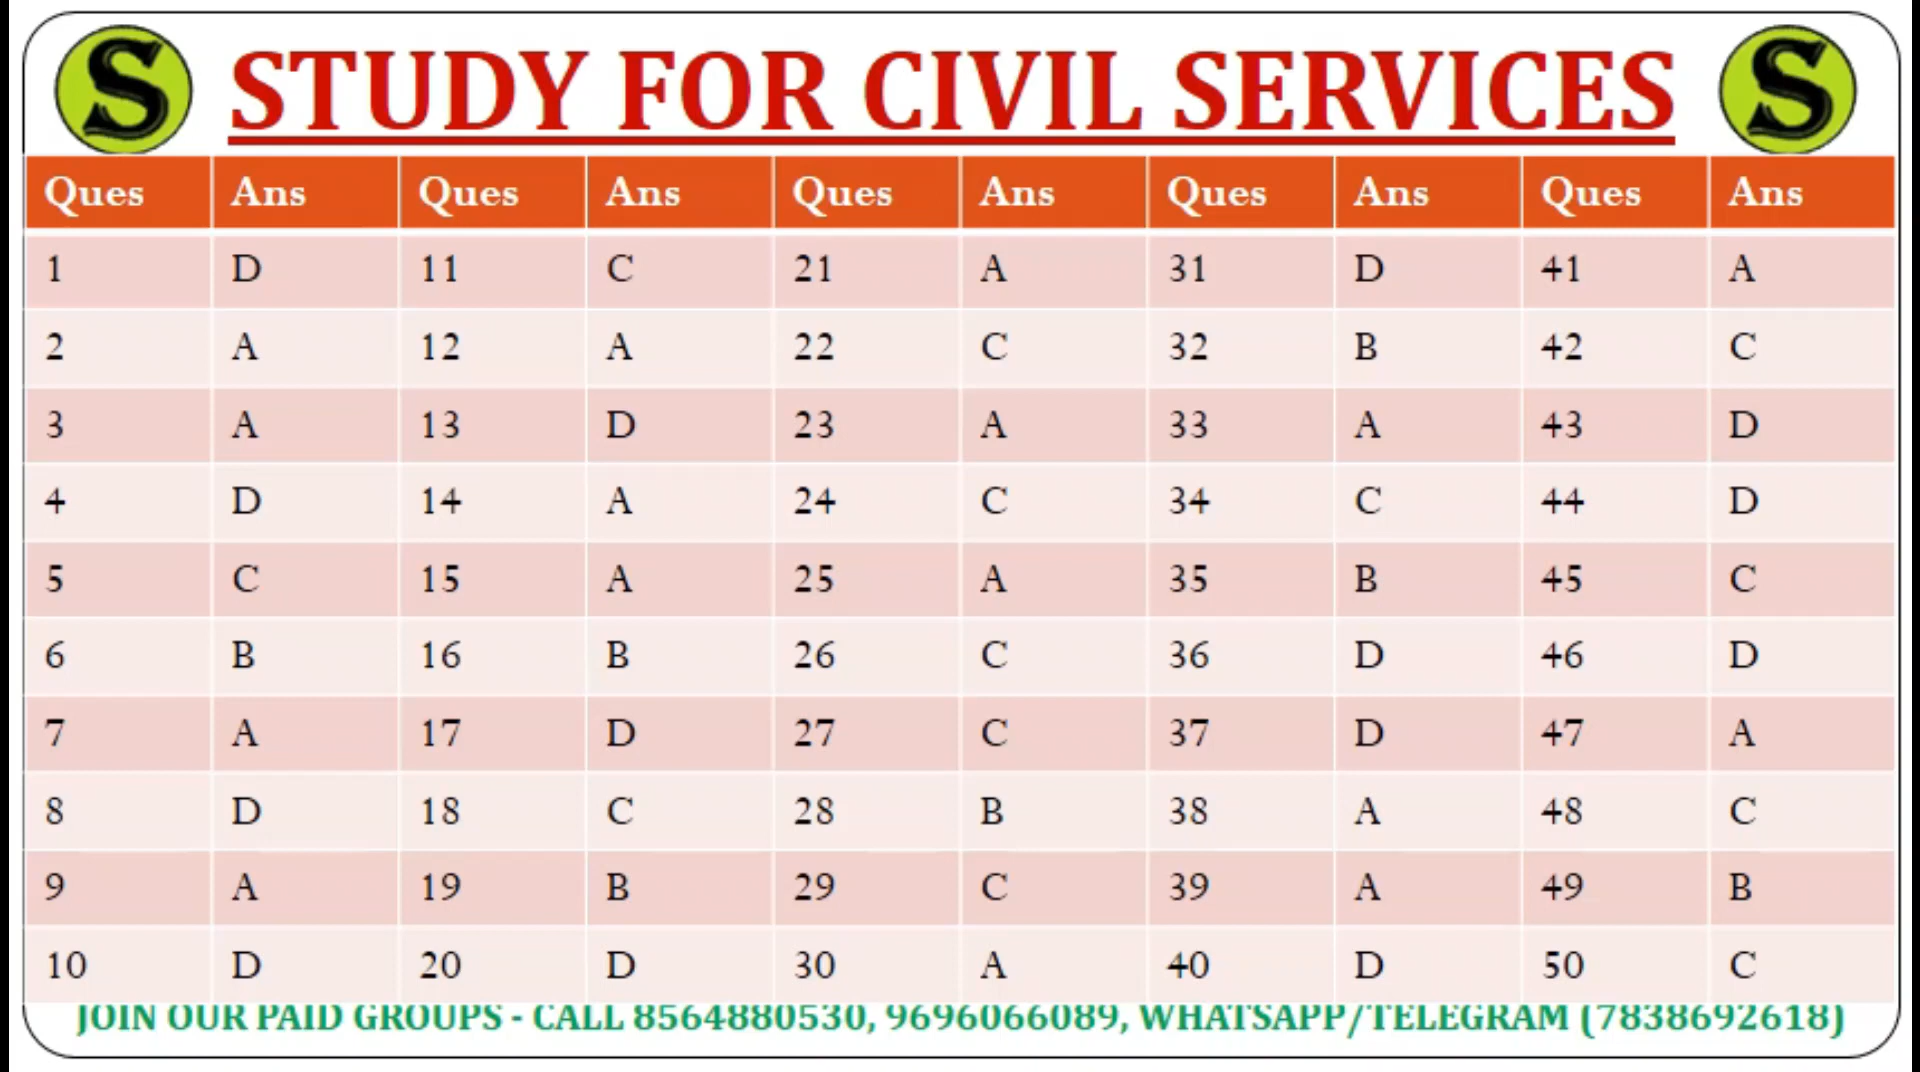 S STUDY FOR CIVIL SERVICES S
Ques Ans Ques Ans Ques Ans Ques Ans Ques Ans
1 D 11 C 21 A 31 D 41 A
2 A 12 A 22 C 32 B 42 C
3 A 13 D 23 A 33 A 43 D
4 D 14 A 24 C 34 C 44 D
5 C 15 A 25 A 35 B 45 C
6 B 16 B 26 C 36 D 46 D
7 A 17 D 27 C 37 D 47 A
8 D 18 C 28 B 38 A 48 C
9 A 19 B 29 C 39 A 49 B
10 D 20 D 30 A 40 D 50 C
JOIN OUR PAID GROUPS - CALL 8564880530, 9696066089, WHATSAPP/TELEGRAM (7838692618)